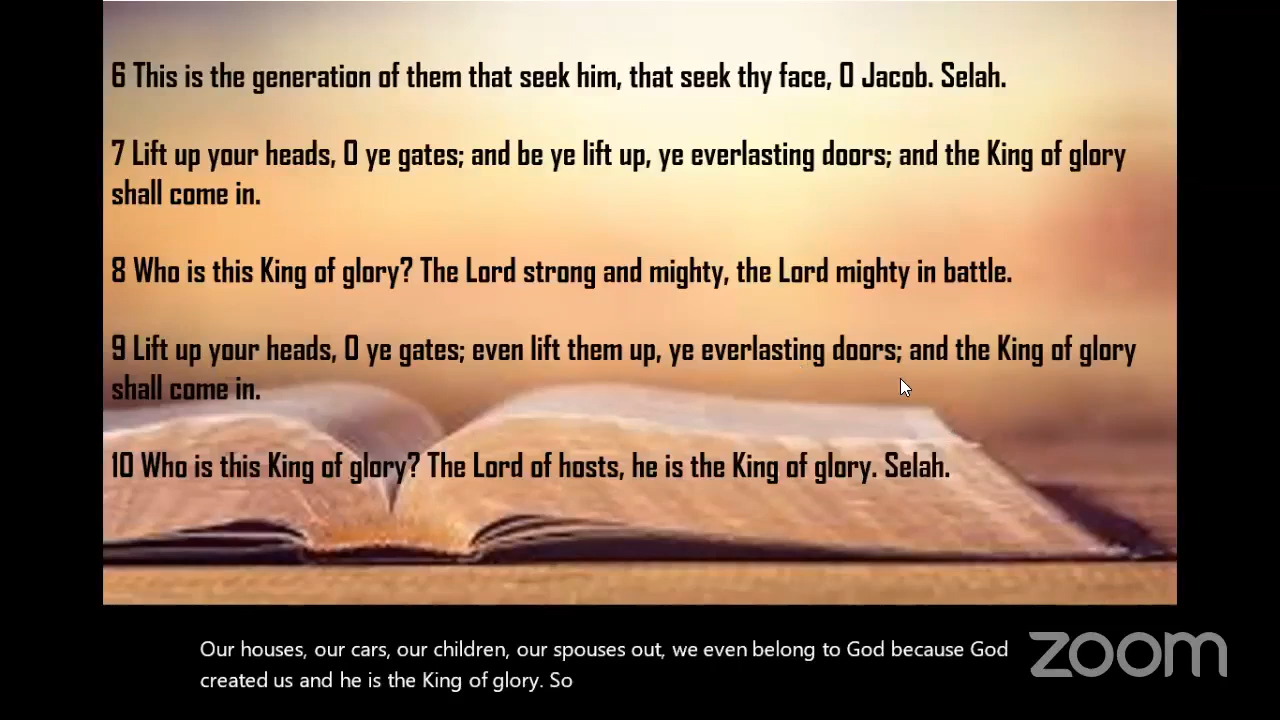 6 This is the generation of them that seek him, that seek thy face, O Jacob. Selah.
7 Lift up your heads, O ye gates; and be ye lift up, ye everlasting doors; and the King of glory
shall come in.
8 Who is this King of glory? The Lord strong and mighty, the Lord mighty in battle.
9 Lift up your heads, O ye gates; even lift them up, ye everlasting doors; and the King of glory
shall come in.
10 Who is this King of glory? The Lord of hosts, he is the King of glory. Selah.
Our houses, our cars, our children, our spouses out, we even belong to God because God
created us and he is the King of glory. So
zoom